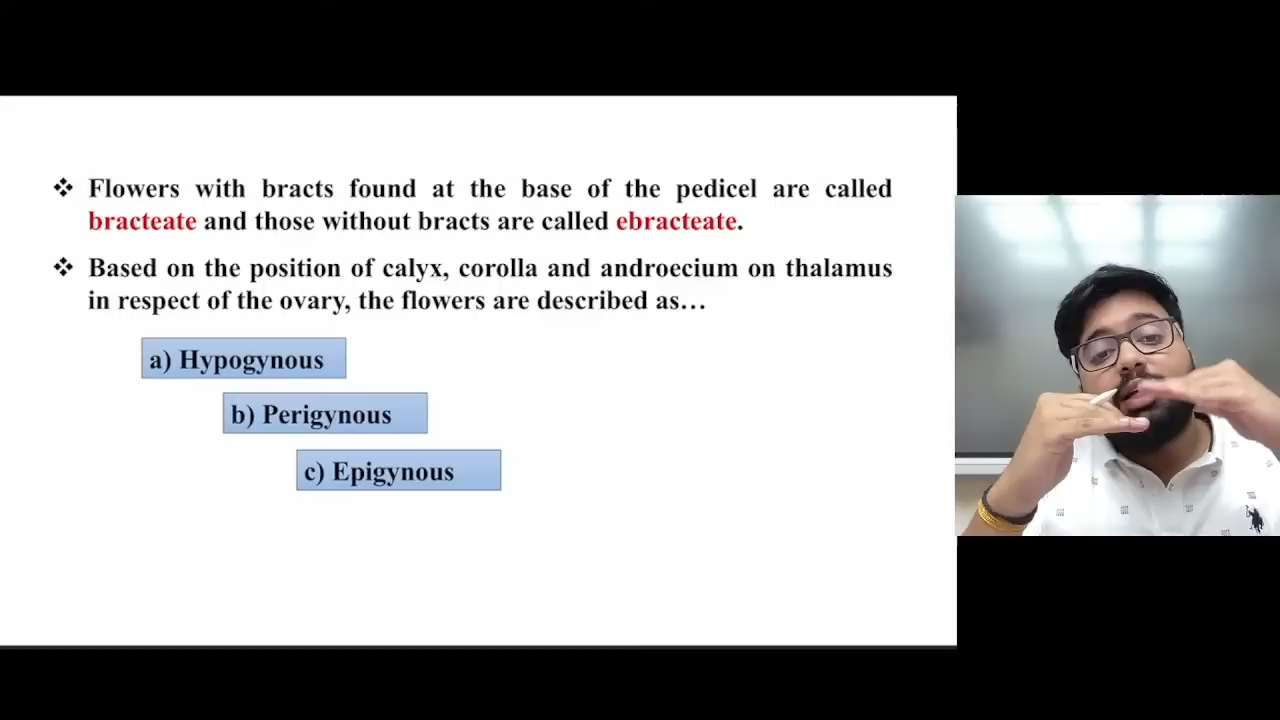 ❖ Flowers with bracts found at the base of the pedicel are called
bracteate and those without bracts are called ebracteate.
❖ Based on the position of calyx, corolla and androecium on thalamus
in respect of the ovary, the flowers are described as…
a) Hypogynous
b) Perigynous
c) Epigynous